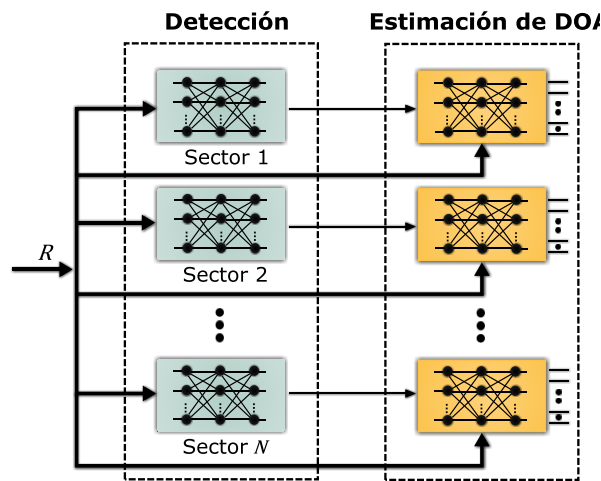 Detección
Estimación de DOA
R
Sector 1
Sector 2
Sector N